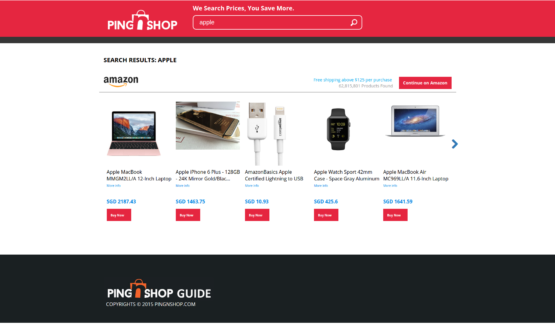 We Search Prices, You Save More.
PING SHOP
apple
SEARCH RESULTS: APPLE
amazon
Free shipping above $125 per purchase
Products Found
Continue on Amazon
Apple MacBook
MMGM2LL/A 12-Inch Laptop
More info
SGD 2187.43
Buy Now
Apple iPhone 6 Plus - 128GB
- 24K Mirror Gold/Blac...
More info
SGD 1463.75
Buy Now
AmazonBasics Apple
Certified Lightning to USB
More info
SGD 10.93
Buy Now
Apple Watch Sport 42mm
Case - Space Gray Aluminum
More info
SGD 425.6
Buy Now
Apple MacBook Air
MC969LL/A 11.6-Inch Laptop
More info
SGD 1641.59
Buy Now
PING SHOP GUIDE
COPYRIGHTS © 2015 PINGNSHOP.COM